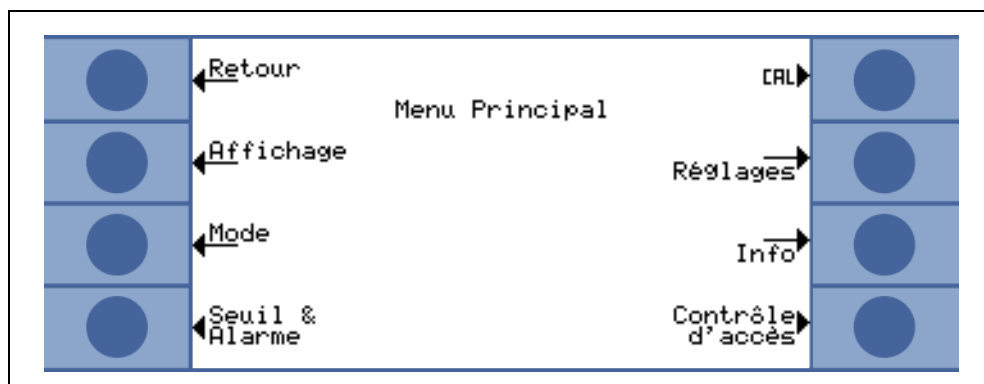 Retour
CAL
Menu Principal
Affichage
Réglages
Mode
Info
Seuil &
Alarme
Contrôle
d'accès